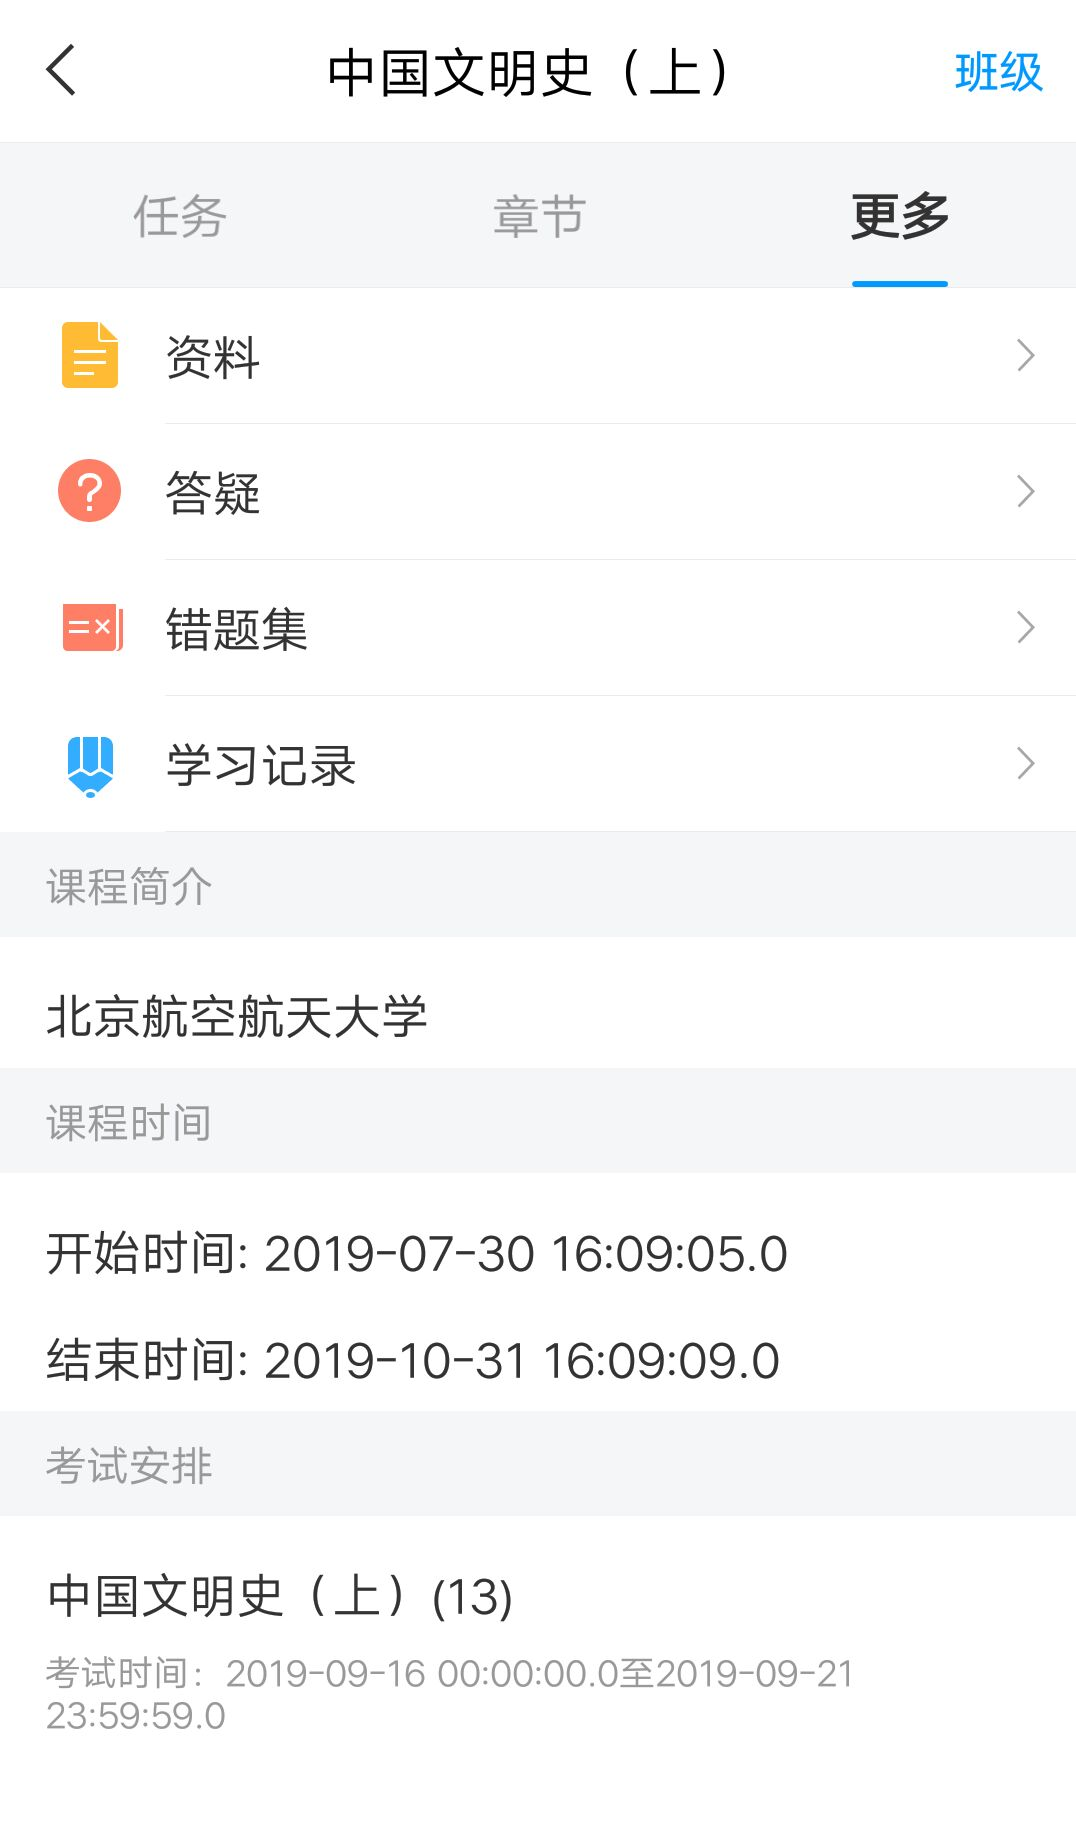 中国文明史（上）
班级
任务
章节
更多
资料
答疑
错题集
学习记录
课程简介
北京航空航天大学
课程时间
开始时间: 2019-07-30 16:09:05.0
结束时间: 2019-10-31 16:09:09.0
考试安排
中国文明史（上）(13)
考试时间：2019-09-16 00:00:00.0至2019-09-21
23:59:59.0